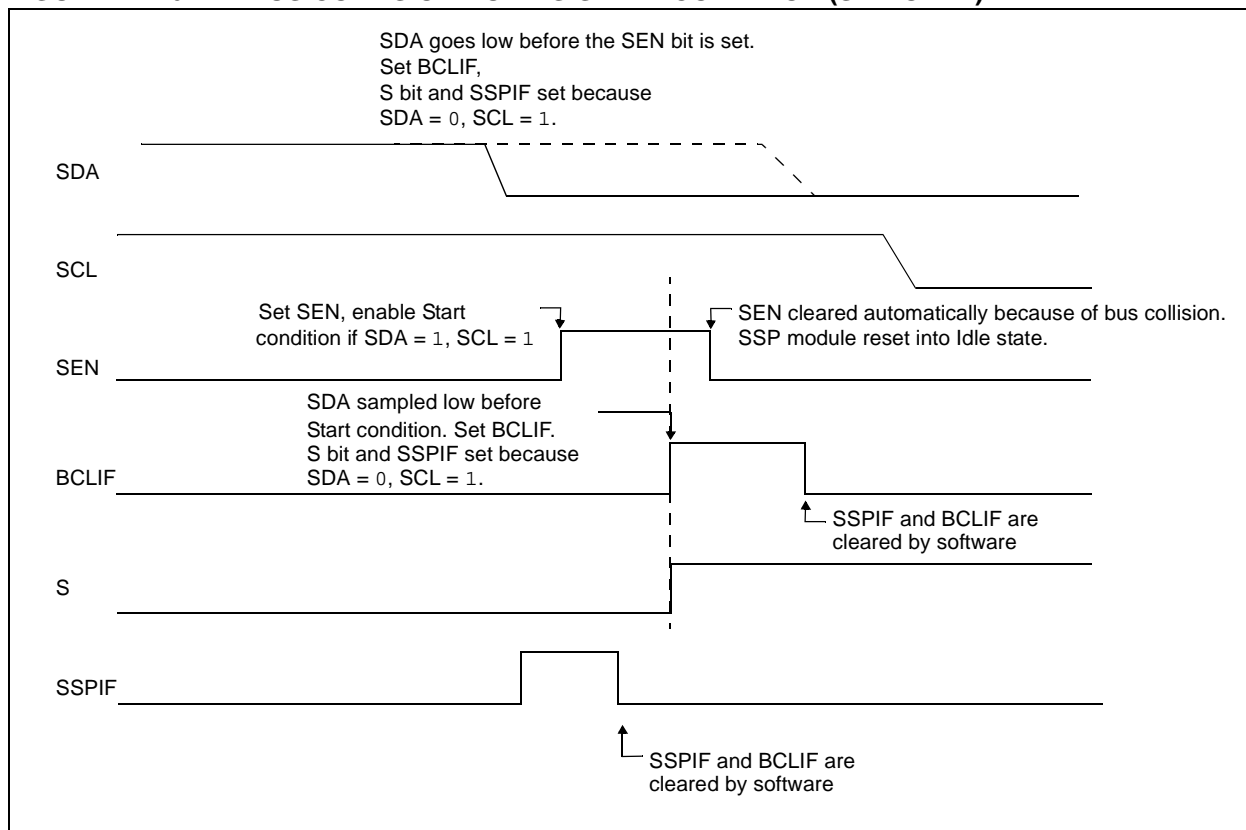 SDA goes low before the SEN bit is set.
Set BCLIF,
S bit and SSPIF set because
SDA = 0, SCL = 1.
SDA
SCL
Set SEN, enable Start
condition if SDA = 1, SCL = 1
SEN cleared automatically because of bus collision.
SSP module reset into Idle state.
SEN
SDA sampled low before
Start condition. Set BCLIF.
S bit and SSPIF set because
SDA = 0, SCL = 1.
BCLIF
SSPIF and BCLIF are
cleared by software
S
SSPIF
SSPIF and BCLIF are
cleared by software